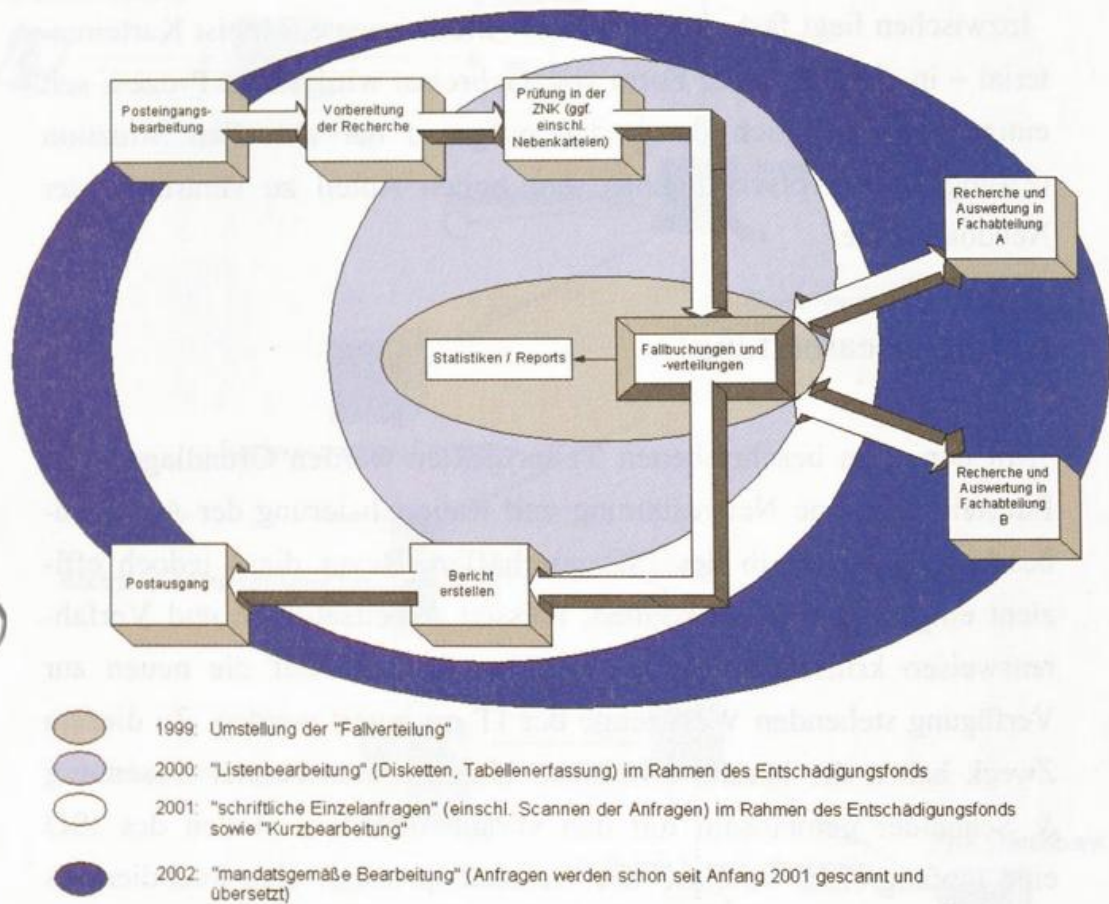 Posteingangs-
bearbeitung
Vorbereitung
der Recherche
Prüfung in der
ZNK (ggf.
einschl.
Nebenkarteien)
Recherche und
Auswertung in
Fachabteilung
A
Statistiken / Reports
Fallbuchungen und
-verteilungen
Recherche und
Auswertung in
Fachabteilung
B
Postausgang
Bericht
erstellen
1999: Umstellung der "Fallverteilung"
2000: "Listenbearbeitung" (Disketten, Tabellenerfassung) im Rahmen des Entschädigungsfonds
2001: "schriftliche Einzelanfragen" (einschl. Scannen der Anfragen) im Rahmen des Entschädigungsfonds
sowie "Kurzbearbeitung"
2002: "mandatsgemäße Bearbeitung" (Anfragen werden schon seit Anfang 2001 gescannt und
übersetzt)